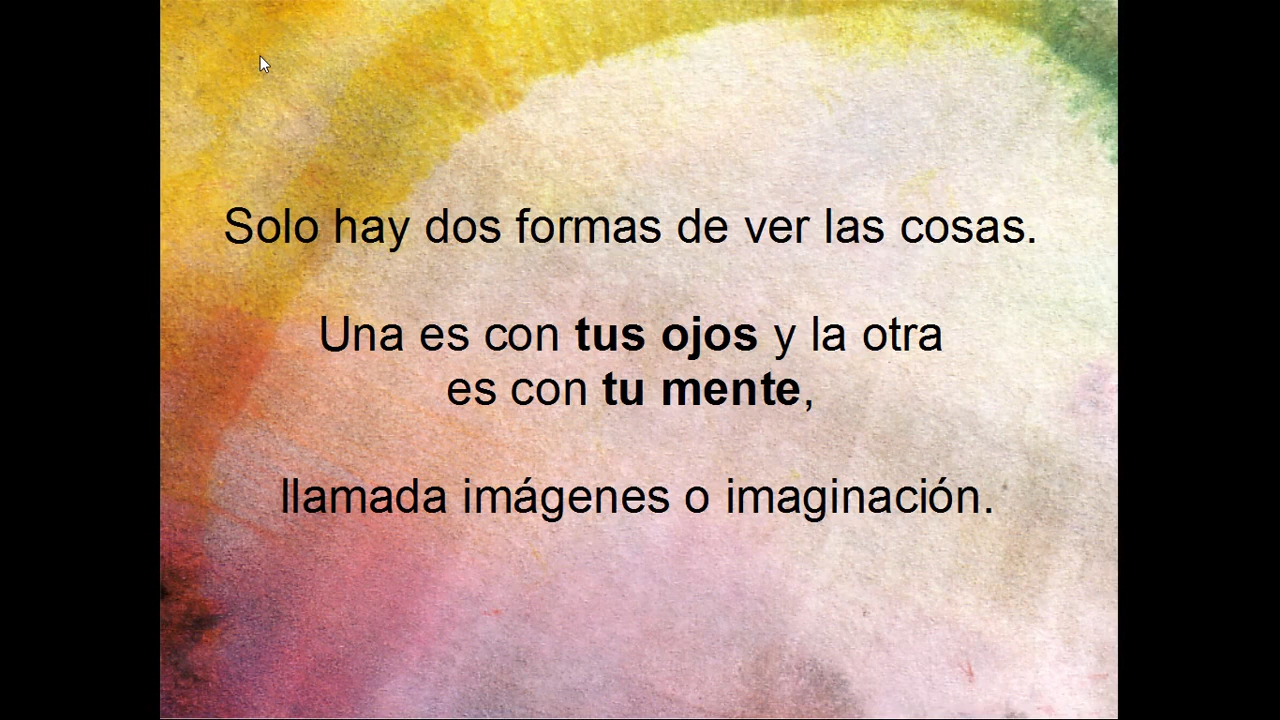 Solo hay dos formas de ver las cosas.
Una es con tus ojos y la otra
es con tu mente,
llamada imágenes o imaginación.